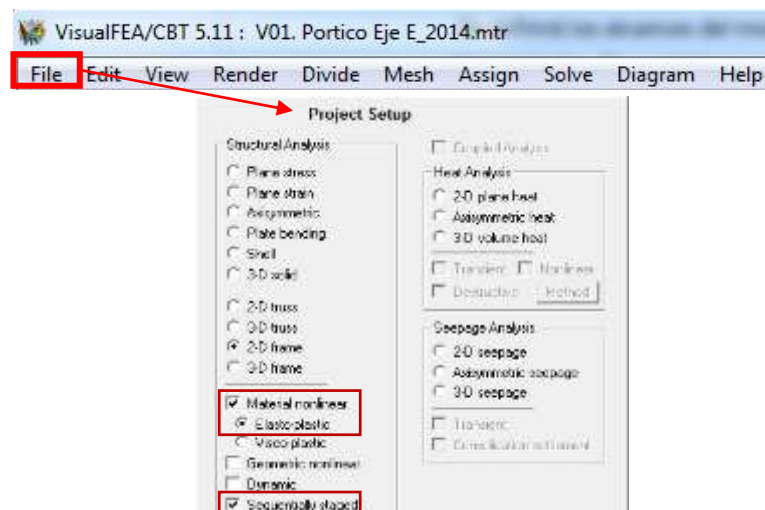 VisualFEA/CBT 5.11 : V01. Portico Eje E_2014.mtr
File Edit View Render Divide Mesh Assign Solve Diagram Help
Project Setup
Structural Analysis
Plane stress
Plane strain
Axisymmetric
Plate bending
Shell
3-D solid
2-D truss
3-D truss
2-D frame
3-D frame
Material nonlinear
Elasto-plastic
Visco-plastic
Geometric nonlinear
Dynamic
Sequentially staged
Coupled Analysis
Heat Analysis
2-D plane heat
Axisymmetric heat
3-D volume heat
Transient Nonlinear
Method
Seepage Analysis
2-D seepage
Axisymmetric seepage
3-D seepage
Transient
Consolidation settlement